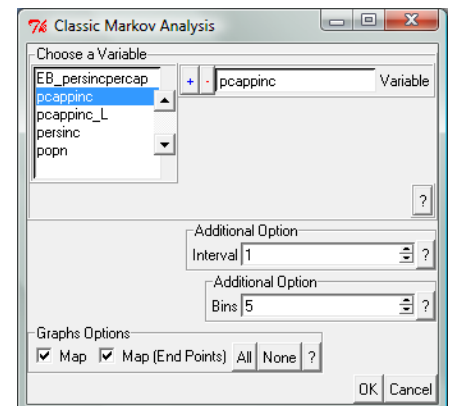 Classic Markov Analysis
Choose a Variable
EB_persincpercap
+ - pcappinc Variable
pcappinc
pcappinc_L
persinc
popn
?
Additional Option
Interval 1 ?
Additional Option
Bins 5 ?
Graphs Options
Map Map (End Points) All None ?
OK Cancel